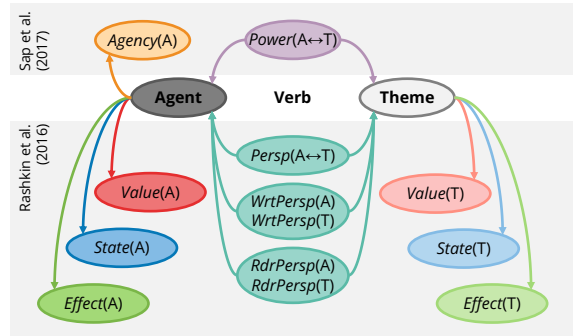 Sap et al.
(2017)
Agency(A)
Power(A↔T)
Agent
Verb
Theme
Rashkin et al.
(2016)
Persp(A↔T)
Value(A)
WrtPersp(A)
WrtPersp(T)
Value(T)
State(A)
RdrPersp(A)
RdrPersp(T)
State(T)
Effect(A)
Effect(T)